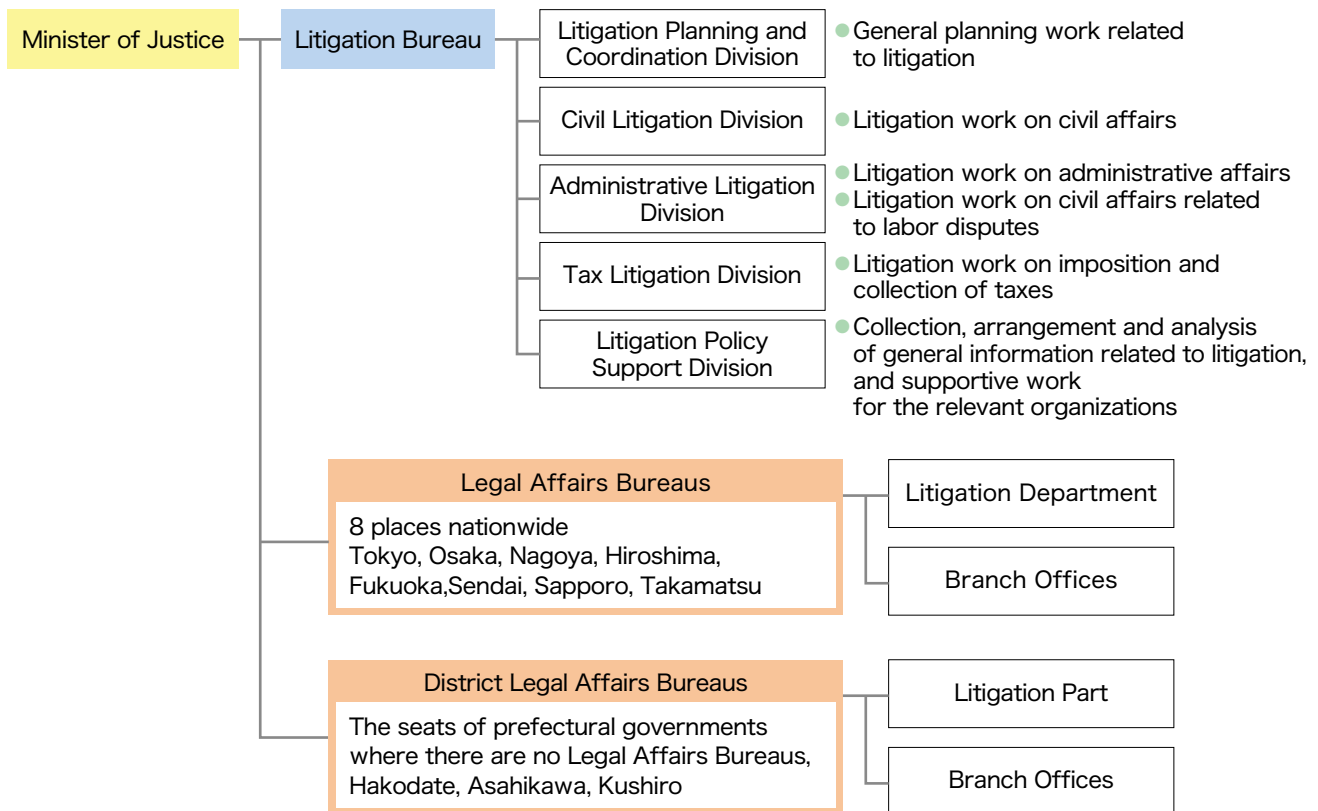 Minister of Justice
Litigation Bureau
Litigation Planning and
Coordination Division
General planning work related
to litigation
Civil Litigation Division
Litigation work on civil affairs
Administrative Litigation
Division
Litigation work on administrative affairs
Litigation work on civil affairs related
to labor disputes
Tax Litigation Division
Litigation work on imposition and
collection of taxes
Litigation Policy
Support Division
Collection, arrangement and analysis
of general information related to litigation,
and supportive work
for the relevant organizations
Legal Affairs Bureaus
8 places nationwide
Tokyo, Osaka, Nagoya, Hiroshima,
Fukuoka,Sendai, Sapporo, Takamatsu
Litigation Department
Branch Offices
District Legal Affairs Bureaus
The seats of prefectural governments
where there are no Legal Affairs Bureaus,
Hakodate, Asahikawa, Kushiro
Litigation Part
Branch Offices